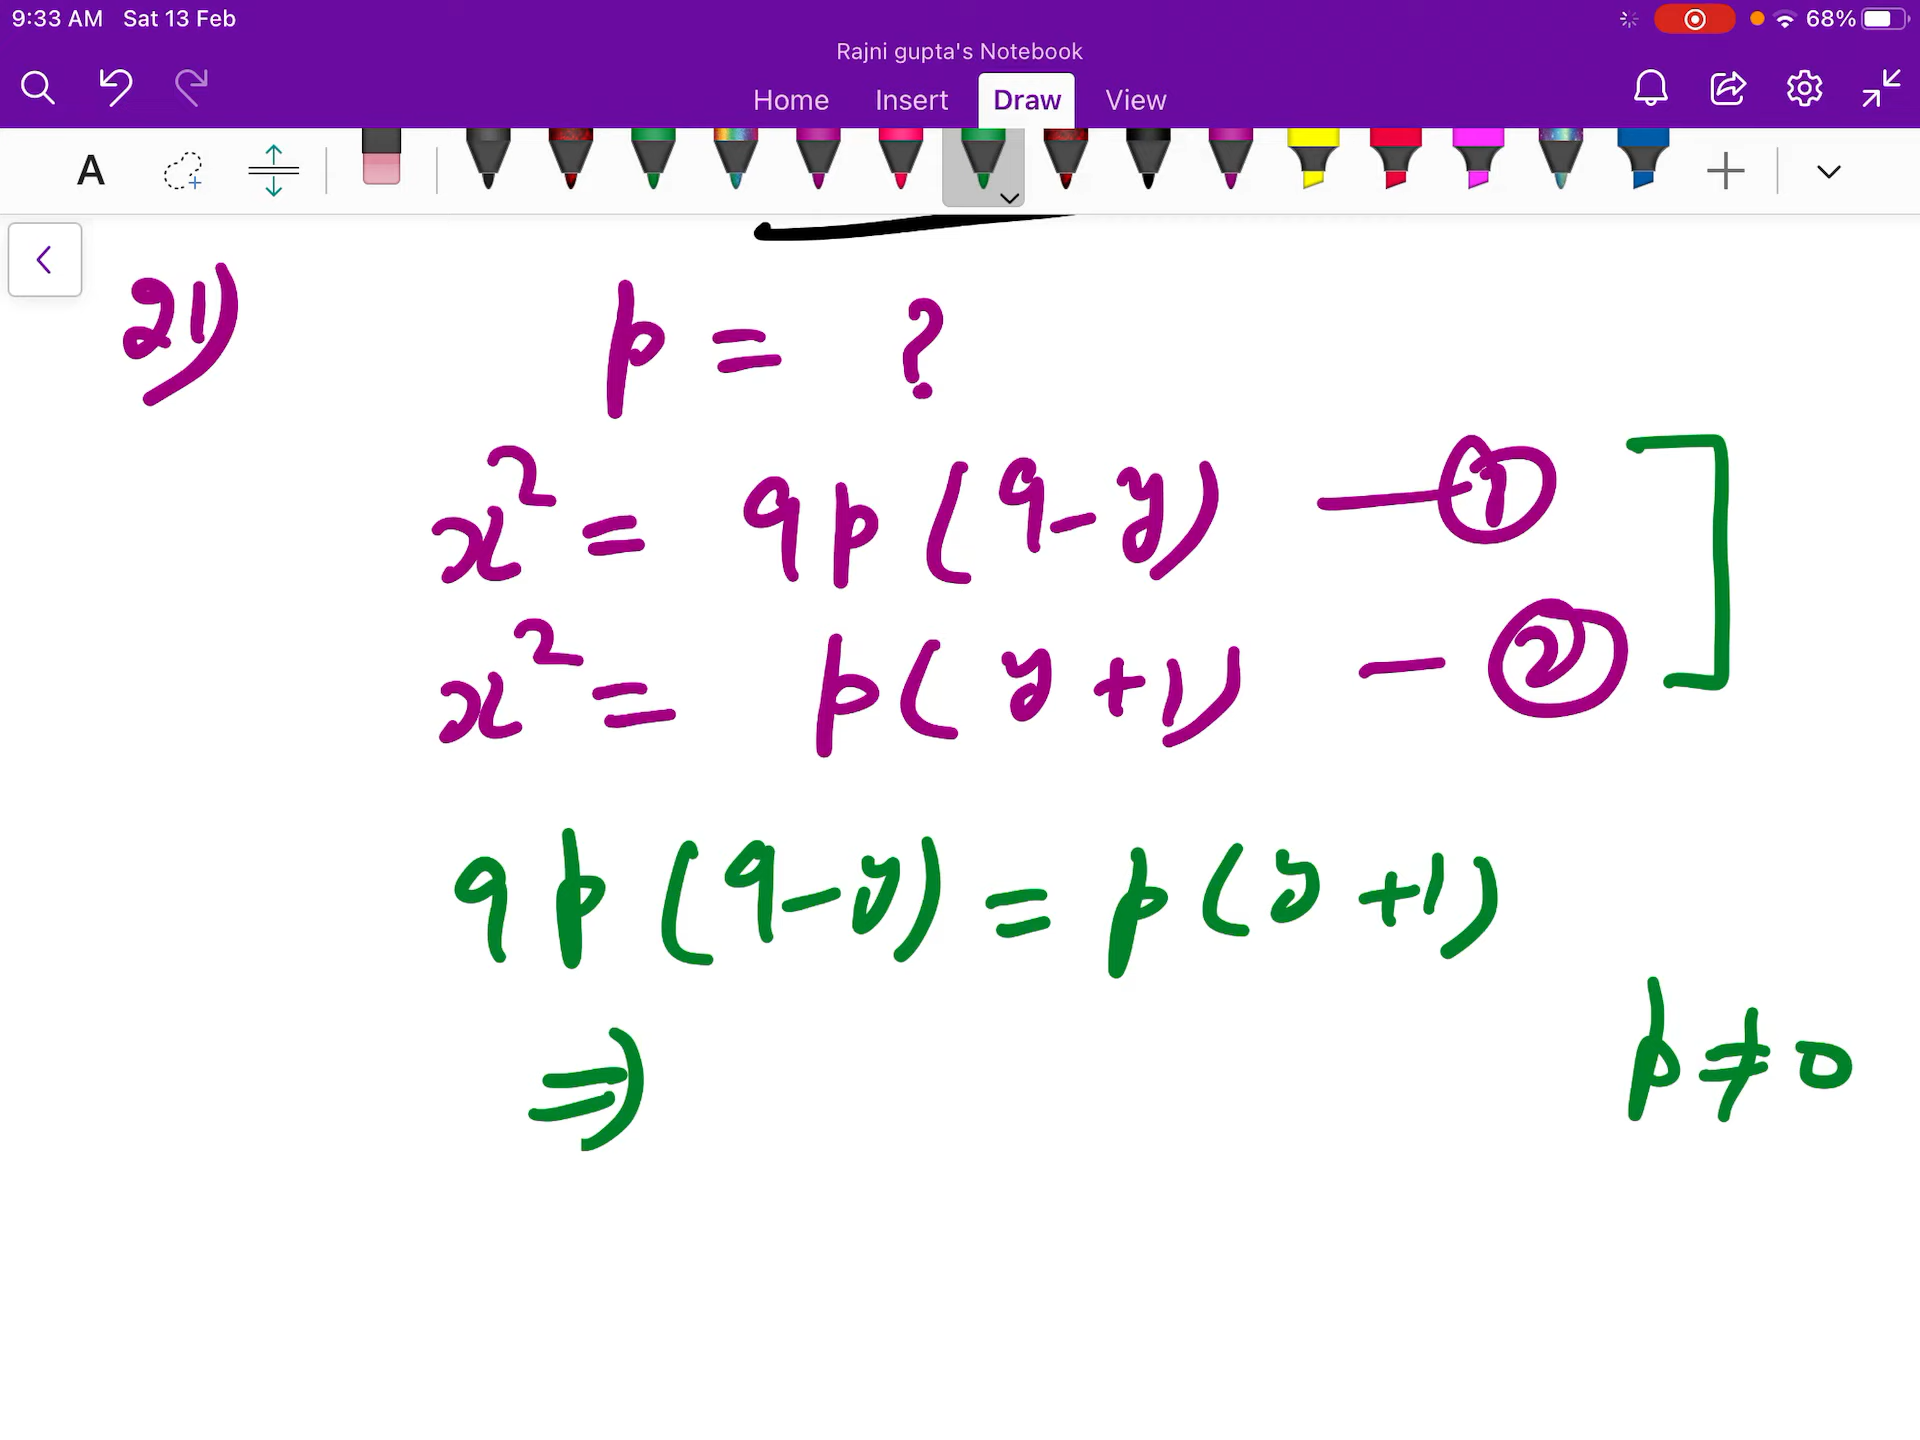 9:33 AM Sat 13 Feb 68%
Rajni gupta's Notebook
Home Insert Draw View
A
21) p = ?
x² = 9p(9-y) — ①
x² = p(y+1) — ②
9p(9-y) = p(y+1)
⇒ p ≠ 0